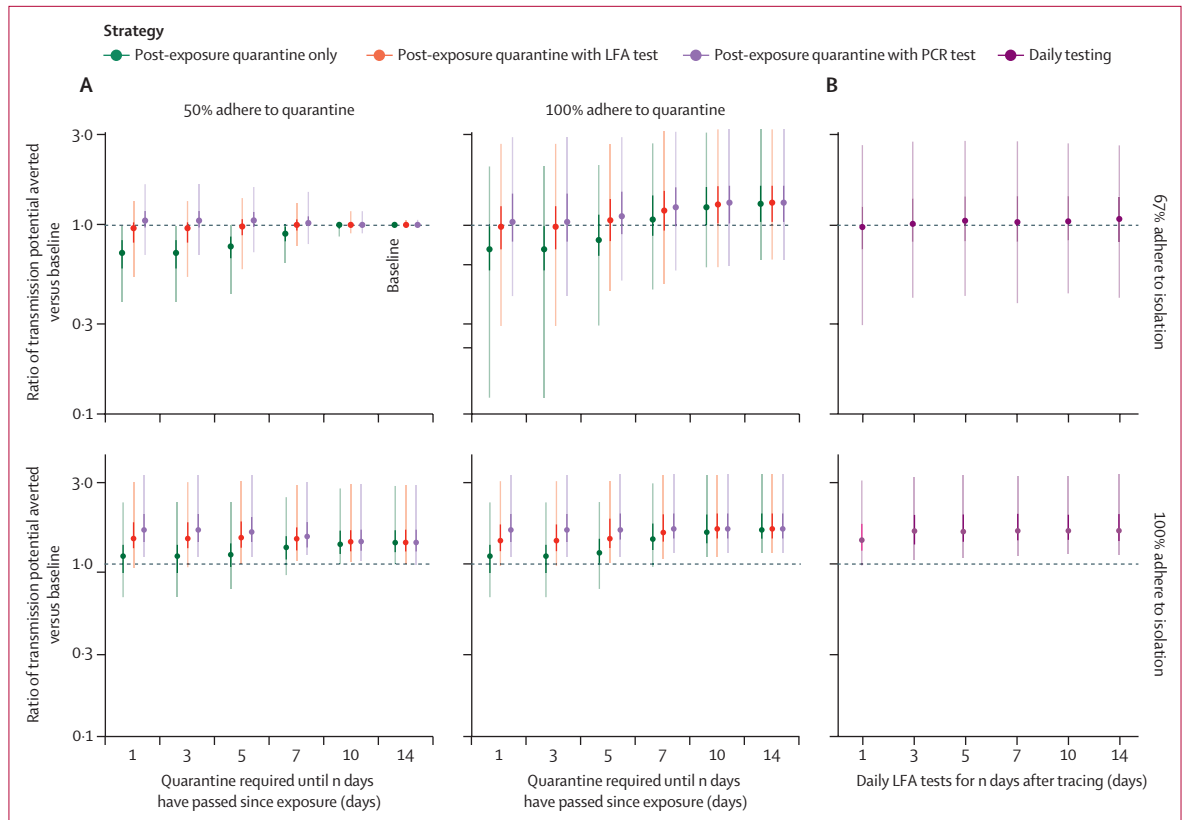 Strategy
Post-exposure quarantine only
Post-exposure quarantine with LFA test
Post-exposure quarantine with PCR test
Daily testing
A
B
50% adhere to quarantine
100% adhere to quarantine
Ratio of transmission potential averted
versus baseline
3·0
1·0
0·3
0·1
Baseline
67% adhere to isolation
Ratio of transmission potential averted
versus baseline
3·0
1·0
0·3
0·1
100% adhere to isolation
1 3 5 7 10 14
Quarantine required until n days
have passed since exposure (days)
1 3 5 7 10 14
Quarantine required until n days
have passed since exposure (days)
1 3 5 7 10 14
Daily LFA tests for n days after tracing (days)